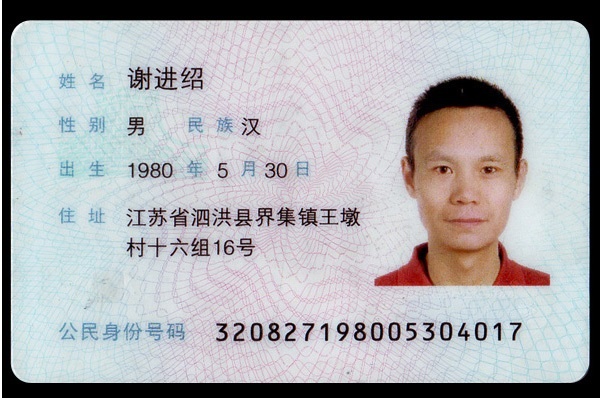 姓名 谢进绍
性别 男 民族 汉
出生 1980 年 5 月 30 日
住址 江苏省泗洪县界集镇王墩
村十六组16号
公民身份号码 320827198005304017